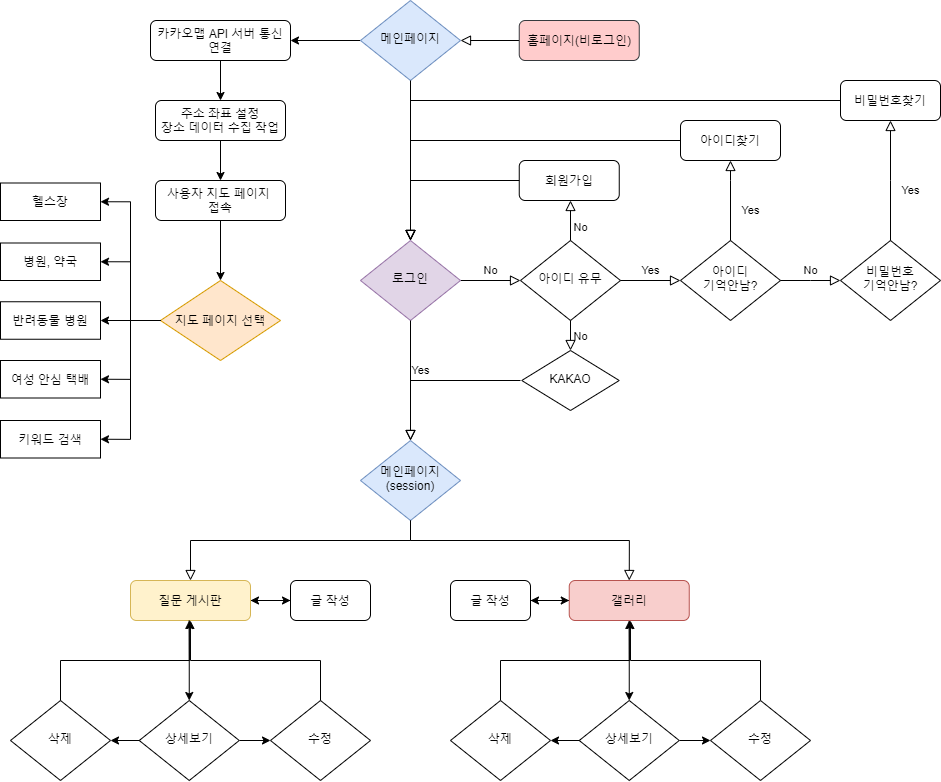 카카오맵 API 서버 통신
연결
메인페이지
홈페이지(비로그인)
주소 좌표 설정
장소 데이터 수집 작업
비밀번호찾기
아이디찾기
사용자 지도 페이지
접속
회원가입
헬스장
Yes
Yes
No
병원, 약국
로그인
No
아이디 유무
Yes
아이디
기억안남?
No
비밀번호
기억안남?
반려동물 병원
지도 페이지 선택
No
여성 안심 택배
Yes
KAKAO
키워드 검색
메인페이지
(session)
질문 게시판
글 작성
글 작성
갤러리
삭제
상세보기
수정
삭제
상세보기
수정